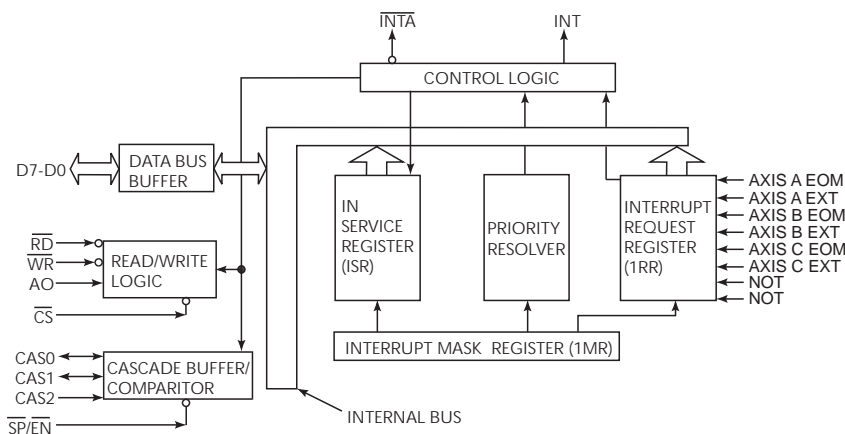 INTA INT
CONTROL LOGIC
D7-D0
DATA BUS
BUFFER
IN
SERVICE
REGISTER
(ISR)
PRIORITY
RESOLVER
INTERRUPT
REQUEST
REGISTER
(1RR)
AXIS A EOM
AXIS A EXT
AXIS B EOM
AXIS B EXT
AXIS C EOM
AXIS C EXT
NOT
NOT
RD
WR
AO
CS
READ/WRITE
LOGIC
INTERRUPT MASK REGISTER (1MR)
CAS0
CAS1
CAS2
SP/EN
CASCADE BUFFER/
COMPARITOR
INTERNAL BUS